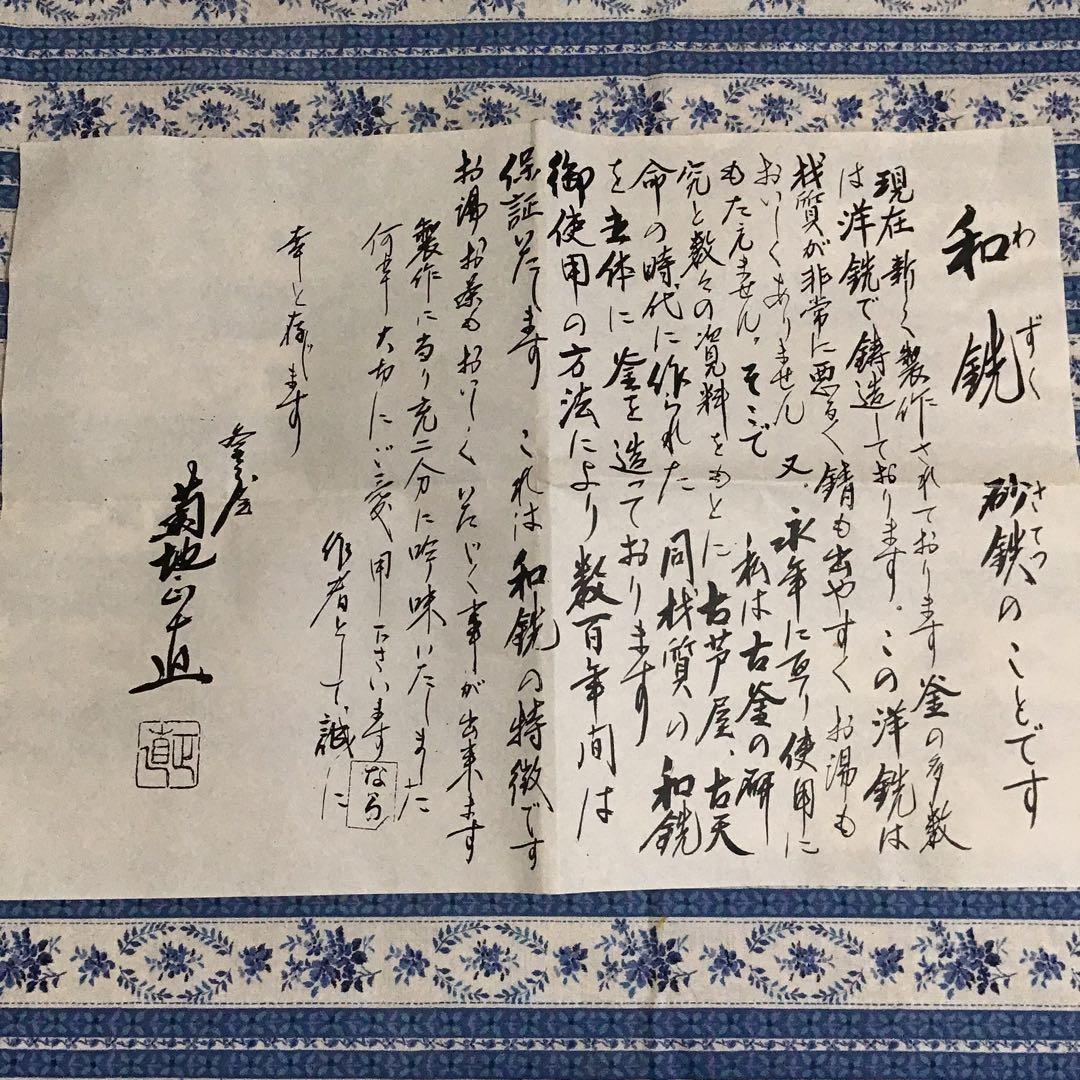 和銑 砂鉄のことです
わずく さてつ
現在新しく製作されております釜の多数
は洋銑で鋳造しております。この洋銑は
材質が非常に悪るく錆も出やすくお湯も
おいしくありません 又、永年に亘り使用に
もたえません。そこで 私は古釜の研
究と数々の資料をもとに古芦屋、古天
命の時代に作られた 同材質の和銑
を主体に釜を造っております
御使用の方法により数百年間は
保証いたします これは和銑の特徴です
お湯お茶もおいしくいただく事が出来ます
製作に当り充二分に吟味いたしました
何卒大切にご愛用下さいますなら
作者として誠に
幸と存じます
釜屋
菊地正直
正直